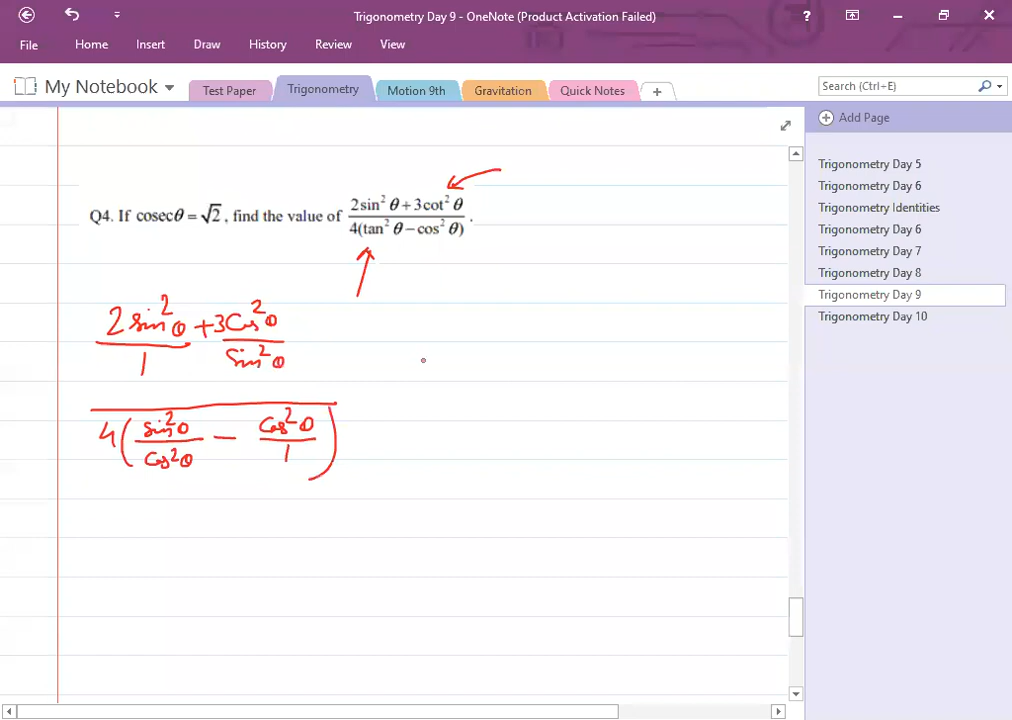 Trigonometry Day 9 - OneNote (Product Activation Failed)
?
File Home Insert Draw History Review View
My Notebook Test Paper Trigonometry Motion 9th Gravitation Quick Notes +
Search (Ctrl+E)
Add Page
Trigonometry Day 5
Trigonometry Day 6
Trigonometry Identities
Trigonometry Day 6
Trigonometry Day 7
Trigonometry Day 8
Trigonometry Day 9
Trigonometry Day 10
Q4. If cosecθ = √2, find the value of (2sin² θ + 3cot² θ)/(4(tan² θ − cos² θ)).
2sin²θ/1 + 3Cos²θ/Sin²θ
4(sin²θ/cos²θ − cos²θ/1)